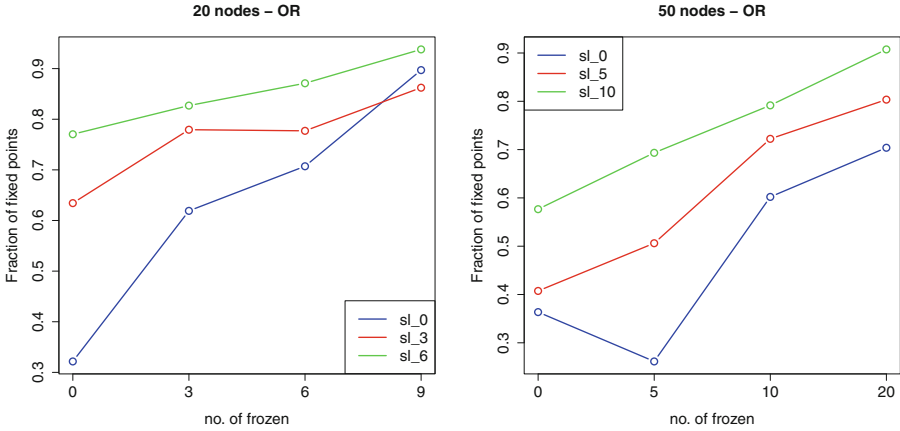 20 nodes – OR
Fraction of fixed points
0.9
0.8
0.7
0.6
0.5
0.4
0.3
0 3 6 9
no. of frozen
sl_0
sl_3
sl_6
50 nodes – OR
Fraction of fixed points
0.9
0.8
0.7
0.6
0.5
0.4
0.3
0 5 10 20
no. of frozen
sl_0
sl_5
sl_10